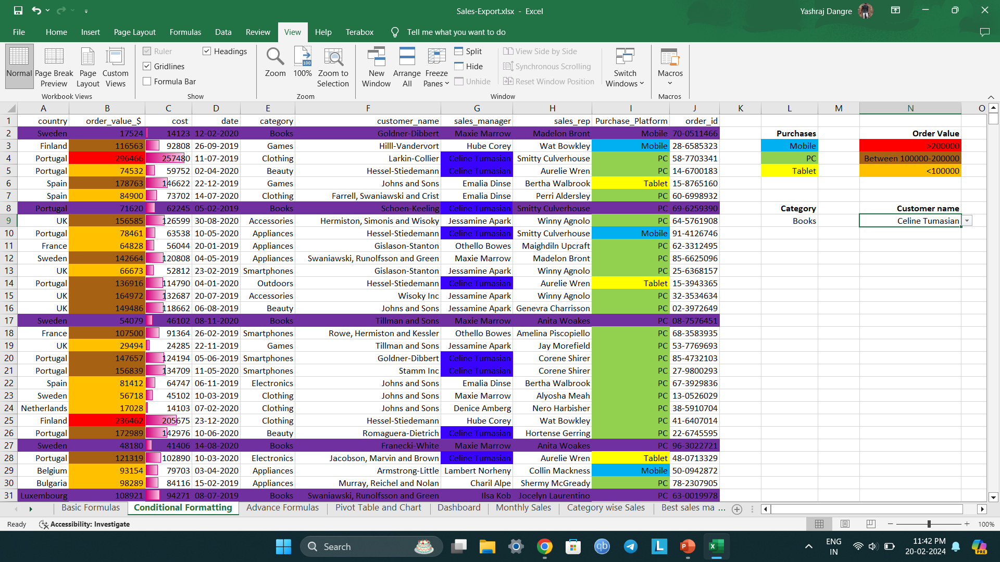 Sales-Export.xlsx - Excel
Yashraj Dangre
File Home Insert Page Layout Formulas Data Review View Help Terabox Tell me what you want to do
Normal Page Break Preview Page Layout Custom Views
Workbook Views
Ruler Headings
Gridlines
Formula Bar
Show
Zoom 100% Zoom to Selection
Zoom
New Window Arrange All Freeze Panes
Split View Side by Side
Hide Synchronous Scrolling
Unhide Reset Window Position
Switch Windows
Window
Macros
Macros
A B C D E F G H I J K L M N O
1 country order_value_$ cost date category customer_name sales_manager sales_rep Purchase_Platform order_id
2 Sweden 17524 14123 12-02-2020 Books Goldner-Dibbert Maxie Marrow Madelon Bront Mobile 70-0511466 Purchases Order Value
3 Finland 116563 92808 26-09-2019 Games Hilll-Vandervort Hube Corey Wat Bowkley Mobile 28-6585323 Mobile >200000
4 Portugal 296466 257480 11-07-2019 Clothing Larkin-Collier Celine Tumasian Smitty Culverhouse PC 58-7703341 PC Between 100000-200000
5 Portugal 74532 59752 02-04-2020 Beauty Hessel-Stiedemann Celine Tumasian Aurelie Wren PC 14-6700183 Tablet <100000
6 Spain 178763 146622 22-12-2019 Games Johns and Sons Emalia Dinse Bertha Walbrook Tablet 15-8765160
7 Spain 84900 73702 14-07-2020 Clothing Farrell, Swaniawski and Crist Emalia Dinse Perri Aldersley PC 60-6998932
8 Portugal 71620 62245 05-02-2020 Books Schoen-Keeling Celine Tumasian Smitty Culverhouse PC 69-6259390 Category Customer name
9 UK 156585 126599 30-08-2020 Accessories Hermiston, Simonis and Wisoky Jessamine Apark Winny Agnolo PC 64-5761908 Books Celine Tumasian
10 Portugal 78461 63538 10-05-2020 Appliances Hessel-Stiedemann Celine Tumasian Smitty Culverhouse Mobile 91-4126746
11 France 64828 56044 20-01-2019 Appliances Gislason-Stanton Othello Bowes Maighdiln Upcraft PC 62-3312495
12 Sweden 142664 120808 04-05-2019 Appliances Swaniawski, Runolfsson and Green Maxie Marrow Madelon Bront PC 85-6625096
13 UK 66673 52812 23-02-2019 Smartphones Gislason-Stanton Jessamine Apark Winny Agnolo PC 25-6368157
14 Portugal 136916 114790 04-01-2020 Outdoors Hessel-Stiedemann Celine Tumasian Aurelie Wren Tablet 15-3943365
15 UK 164972 132687 20-07-2019 Accessories Wisoky Inc Jessamine Apark Winny Agnolo PC 32-3534634
16 UK 149486 118662 06-08-2019 Beauty Johns and Sons Jessamine Apark Genevra Charrisson PC 02-3972649
17 Sweden 54079 46102 08-11-2020 Books Tillman and Sons Maxie Marrow Anita Woakes PC 08-7576451
18 France 107500 91364 26-02-2019 Smartphones Rowe, Hermiston and Kessler Othello Bowes Amelina Piscopiello PC 68-3583935
19 UK 29494 24285 22-11-2019 Games Tillman and Sons Jessamine Apark Jay Morefield PC 53-7769693
20 Portugal 147657 124194 05-06-2019 Smartphones Goldner-Dibbert Celine Tumasian Corene Shirer PC 85-4732103
21 Portugal 156839 134709 11-05-2020 Smartphones Stamm Inc Celine Tumasian Corene Shirer PC 27-9800293
22 Spain 81412 64747 06-11-2019 Electronics Johns and Sons Emalia Dinse Bertha Walbrook PC 67-3929836
23 Sweden 56718 45102 10-03-2019 Clothing Johns and Sons Maxie Marrow Alyosha Meah PC 13-0526029
24 Netherlands 17028 14103 07-02-2020 Clothing Johns and Sons Denice Amberg Nero Harbisher PC 38-5910704
25 Finland 236462 205675 23-12-2020 Clothing Hessel-Stiedemann Hube Corey Wat Bowkley PC 41-6407014
26 Portugal 172989 142976 10-06-2020 Beauty Romaguera-Dietrich Celine Tumasian Hortense Gerring PC 22-6745595
27 Sweden 48180 41406 14-08-2020 Books Franecki-White Maxie Marrow Anita Woakes PC 96-3022721
28 Portugal 121319 102890 10-03-2020 Electronics Jacobson, Marvin and Brown Celine Tumasian Aurelie Wren Tablet 48-0713329
29 Belgium 93154 79703 03-04-2020 Appliances Armstrong-Little Lambert Norheny Collin Mackness Mobile 50-0942872
30 Bulgaria 98289 84116 15-02-2019 Appliances Murray, Reichel and Nolan Charil Alpe Shermy McGready PC 78-2307905
31 Luxembourg 108921 94271 08-07-2019 Books Swaniawski, Runolfsson and Green Ilsa Kob Jocelyn Laurentino PC 63-0019978
Basic Formulas Conditional Formatting Advance Formulas Pivot Table and Chart Dashboard Monthly Sales Category wise Sales Best sales ma ...
Ready Accessibility: Investigate 100%
Search
ENG IN
11:42 PM
20-02-2024